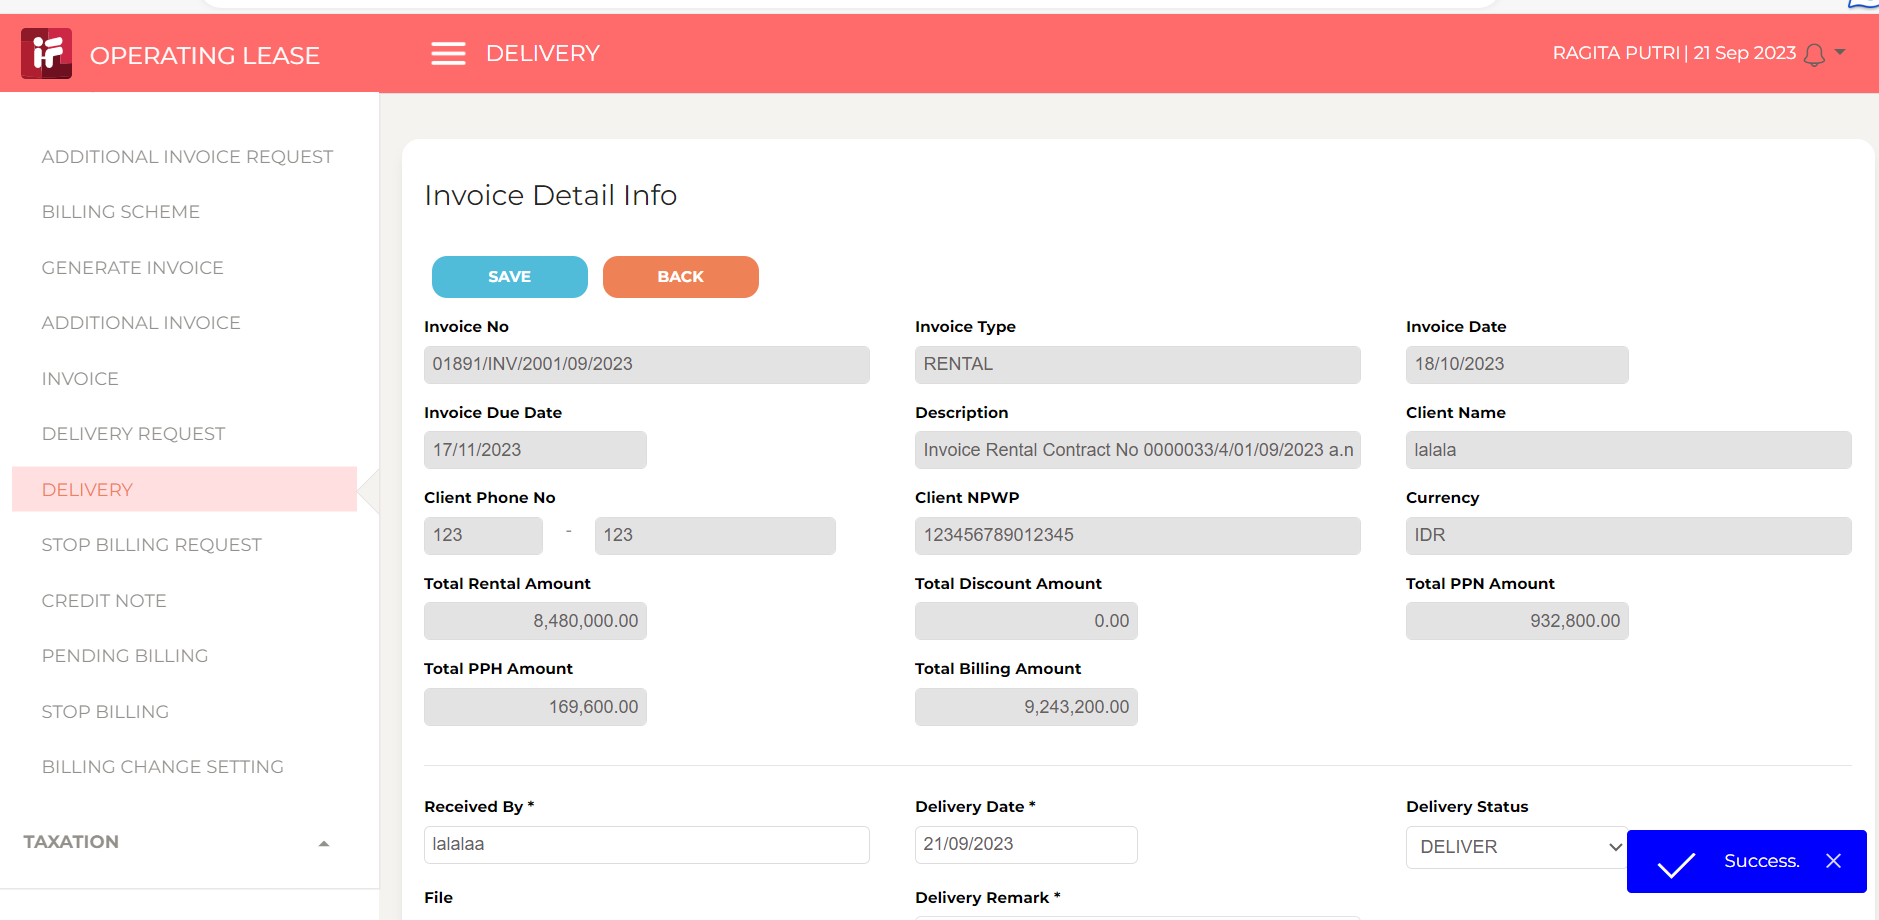 iF OPERATING LEASE
DELIVERY
RAGITA PUTRI | 21 Sep 2023
ADDITIONAL INVOICE REQUEST
BILLING SCHEME
GENERATE INVOICE
ADDITIONAL INVOICE
INVOICE
DELIVERY REQUEST
DELIVERY
STOP BILLING REQUEST
CREDIT NOTE
PENDING BILLING
STOP BILLING
BILLING CHANGE SETTING
TAXATION
Invoice Detail Info
SAVE BACK
Invoice No Invoice Type Invoice Date
01891/INV/2001/09/2023 RENTAL 18/10/2023
Invoice Due Date Description Client Name
17/11/2023 Invoice Rental Contract No 0000033/4/01/09/2023 a.n lalala
Client Phone No Client NPWP Currency
123 - 123 123456789012345 IDR
Total Rental Amount Total Discount Amount Total PPN Amount
8,480,000.00 0.00 932,800.00
Total PPH Amount Total Billing Amount
169,600.00 9,243,200.00
Received By * Delivery Date * Delivery Status
lalalaa 21/09/2023 DELIVER
Success.
File Delivery Remark *